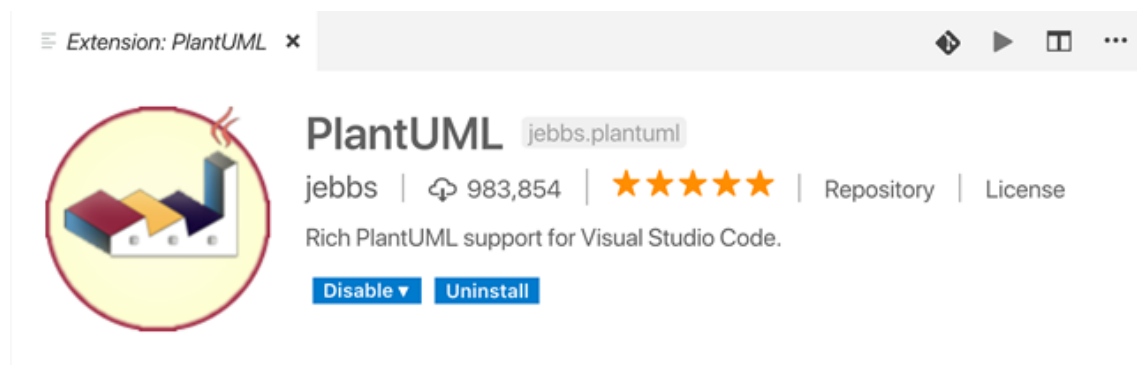 Extension: PlantUML
PlantUML jebbs.plantuml
jebbs 983,854 Repository License
Rich PlantUML support for Visual Studio Code.
Disable Uninstall